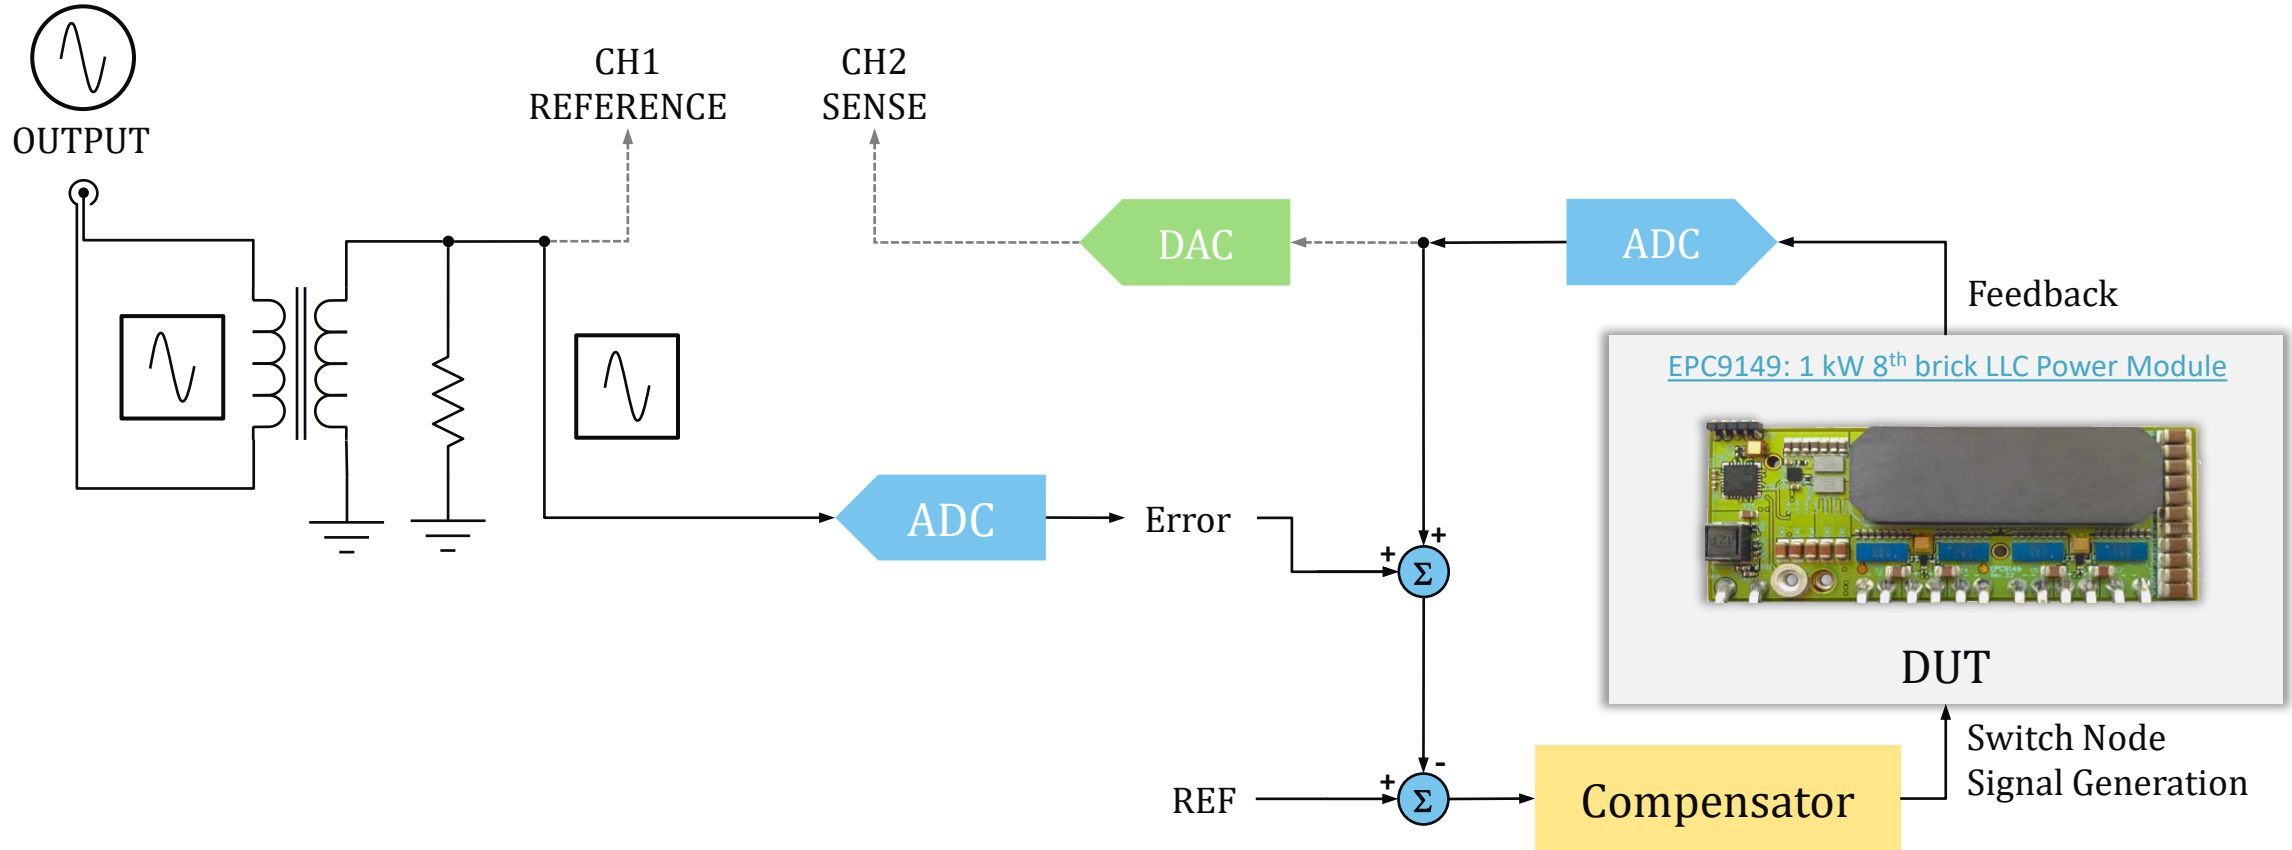 OUTPUT
CH1
REFERENCE
CH2
SENSE
DAC
ADC
Feedback
EPC9149: 1 kW 8th brick LLC Power Module
ADC
Error
+
+
Σ
DUT
Switch Node
Signal Generation
REF
+
-
Σ
Compensator